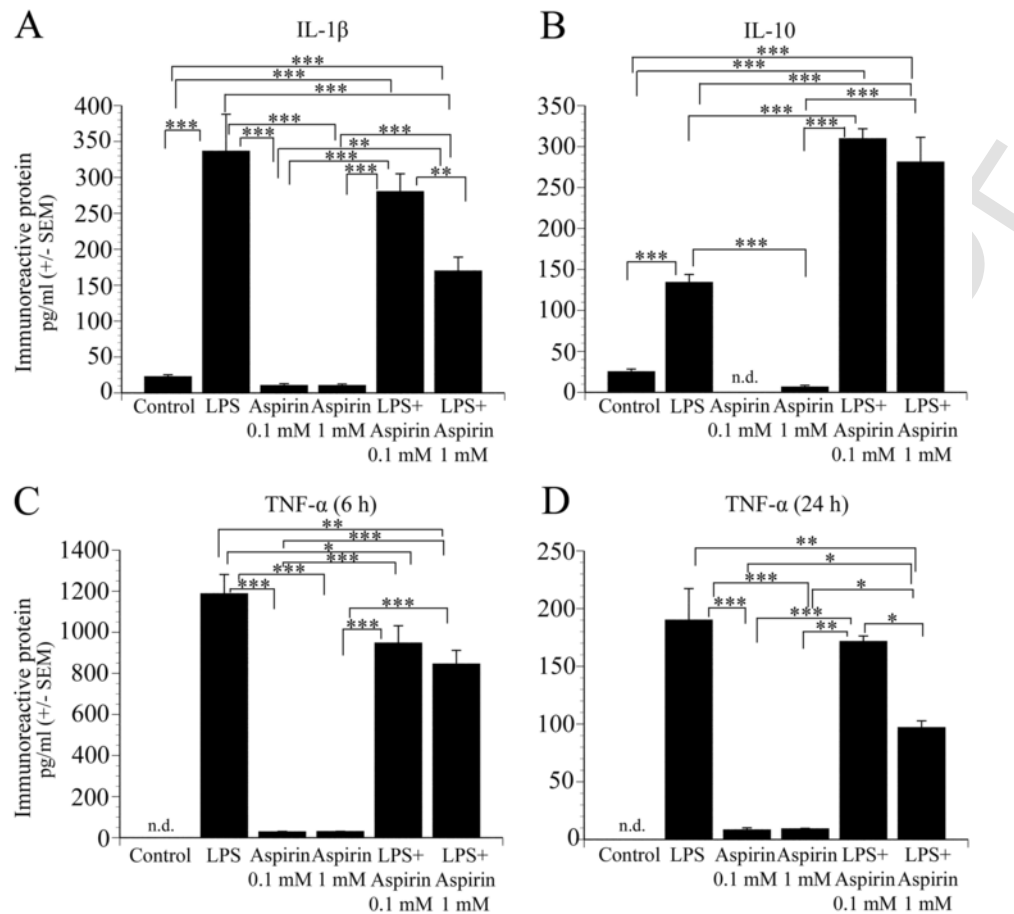 A
IL-1β
***
***
***
***
***
***
***
**
***
***
**
400
350
300
250
200
150
100
50
0
Immunoreactive protein
pg/ml (+/- SEM)
Control LPS Aspirin Aspirin LPS+ LPS+
0.1 mM 1 mM Aspirin Aspirin
0.1 mM 1 mM
B
IL-10
***
***
***
***
***
***
***
***
350
300
250
200
150
100
50
0
n.d.
Control LPS Aspirin Aspirin LPS+ LPS+
0.1 mM 1 mM Aspirin Aspirin
0.1 mM 1 mM
C
TNF-α (6 h)
**
***
*
***
***
***
***
***
1400
1200
1000
800
600
400
200
0
Immunoreactive protein
pg/ml (+/- SEM)
n.d.
Control LPS Aspirin Aspirin LPS+ LPS+
0.1 mM 1 mM Aspirin Aspirin
0.1 mM 1 mM
D
TNF-α (24 h)
**
*
***
*
***
***
**
*
250
200
150
100
50
0
n.d.
Control LPS Aspirin Aspirin LPS+ LPS+
0.1 mM 1 mM Aspirin Aspirin
0.1 mM 1 mM